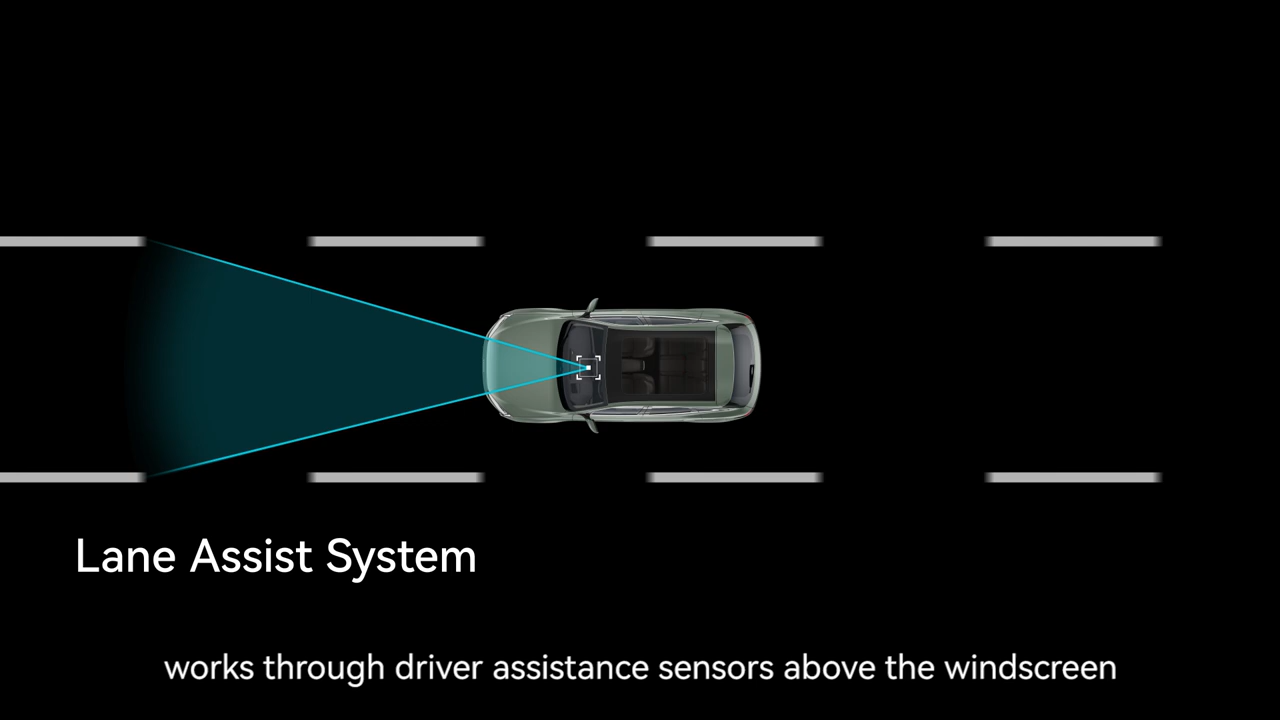 Lane Assist System
works through driver assistance sensors above the windscreen